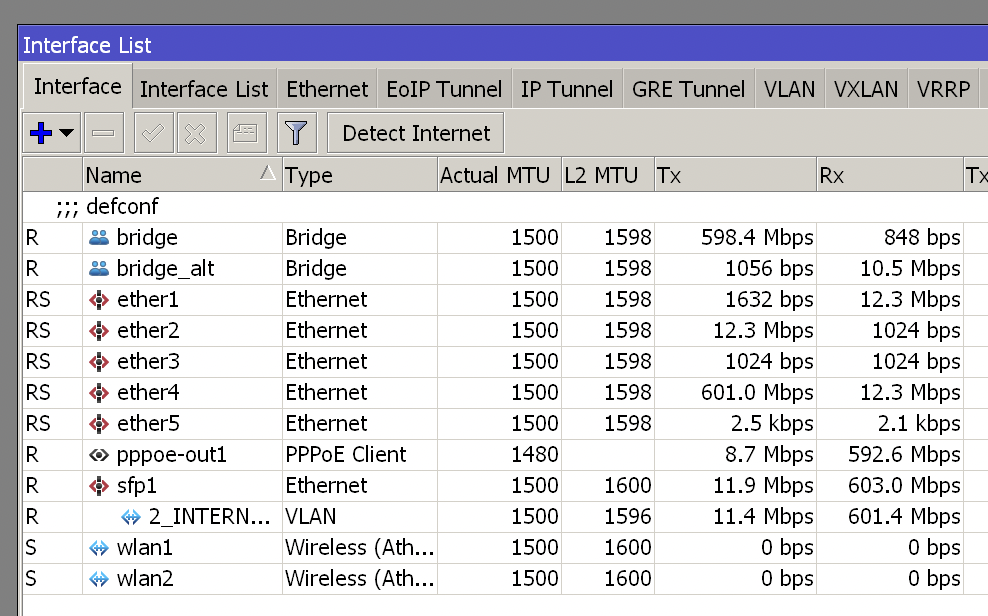 Interface List
Interface Interface List Ethernet EoIP Tunnel IP Tunnel GRE Tunnel VLAN VXLAN VRRP
Detect Internet
Name Type Actual MTU L2 MTU Tx Rx Tx
;;; defconf
R bridge Bridge 1500 1598 598.4 Mbps 848 bps
R bridge_alt Bridge 1500 1598 1056 bps 10.5 Mbps
RS ether1 Ethernet 1500 1598 1632 bps 12.3 Mbps
RS ether2 Ethernet 1500 1598 12.3 Mbps 1024 bps
RS ether3 Ethernet 1500 1598 1024 bps 1024 bps
RS ether4 Ethernet 1500 1598 601.0 Mbps 12.3 Mbps
RS ether5 Ethernet 1500 1598 2.5 kbps 2.1 kbps
R pppoe-out1 PPPoE Client 1480 8.7 Mbps 592.6 Mbps
R sfp1 Ethernet 1500 1600 11.9 Mbps 603.0 Mbps
R 2_INTERN... VLAN 1500 1596 11.4 Mbps 601.4 Mbps
S wlan1 Wireless (Ath... 1500 1600 0 bps 0 bps
S wlan2 Wireless (Ath... 1500 1600 0 bps 0 bps